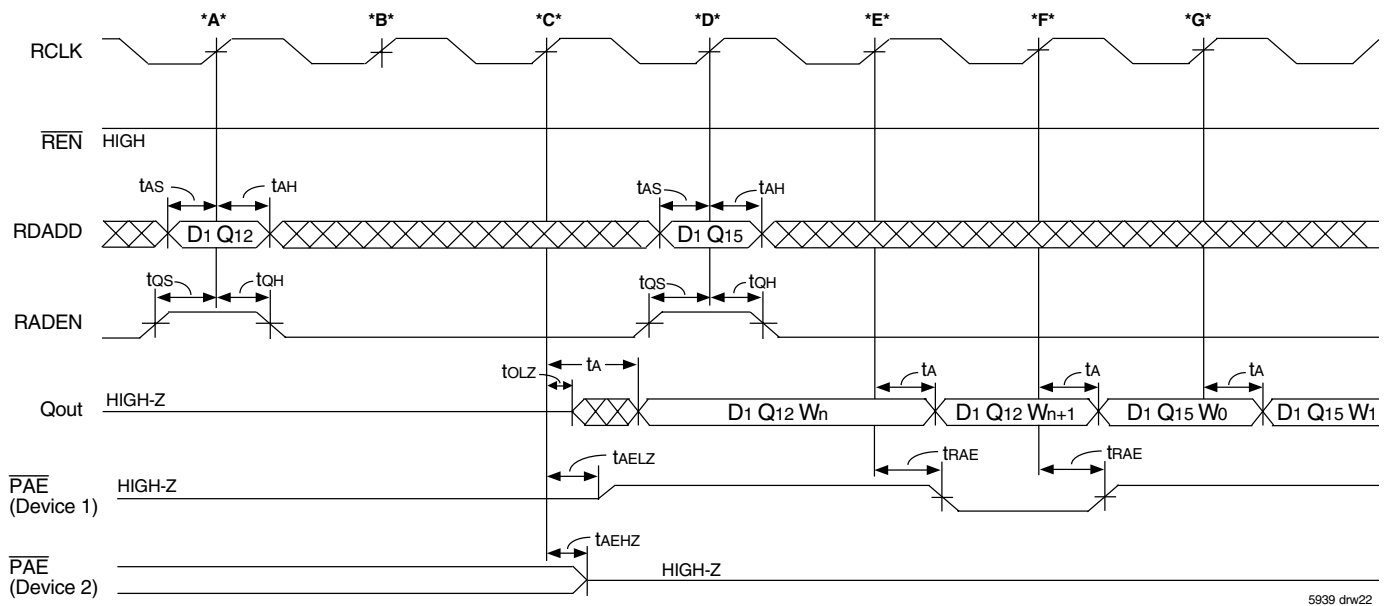 *A* *B* *C* *D* *E* *F* *G*
RCLK
REN HIGH
tAS tAH tAS tAH
RDADD D1 Q12 D1 Q15
tQS tQH tQS tQH
RADEN
tOLZ tA tA tA tA
Qout HIGH-Z D1 Q12 Wn D1 Q12 Wn+1 D1 Q15 W0 D1 Q15 W1
tAELZ tRAE tRAE
PAE HIGH-Z
(Device 1)
tAEHZ
PAE HIGH-Z
(Device 2)
5939 drw22